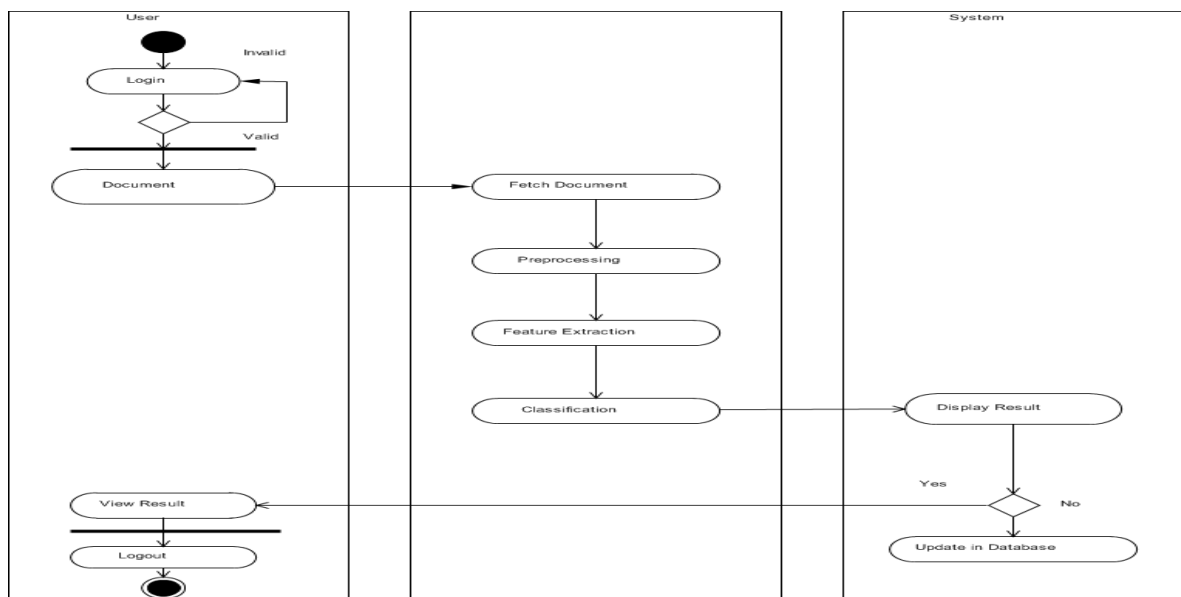 User
System
Invalid
Login
Valid
Document
Fetch Document
Preprocessing
Feature Extraction
Classification
Display Result
Yes
No
View Result
Update in Database
Logout